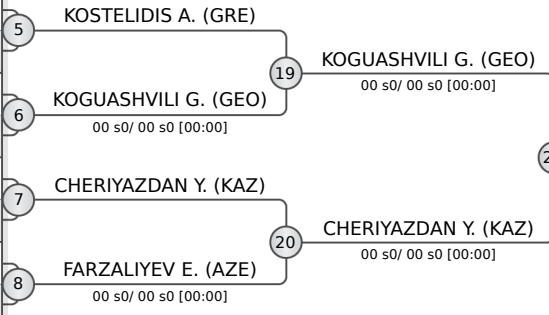 KOSTELIDIS A. (GRE)
5
19
KOGUASHVILI G. (GEO)
00 s0/ 00 s0 [00:00]
KOGUASHVILI G. (GEO)
6
00 s0/ 00 s0 [00:00]
CHERIYAZDAN Y. (KAZ)
7
20
CHERIYAZDAN Y. (KAZ)
00 s0/ 00 s0 [00:00]
FARZALIYEV E. (AZE)
8
00 s0/ 00 s0 [00:00]